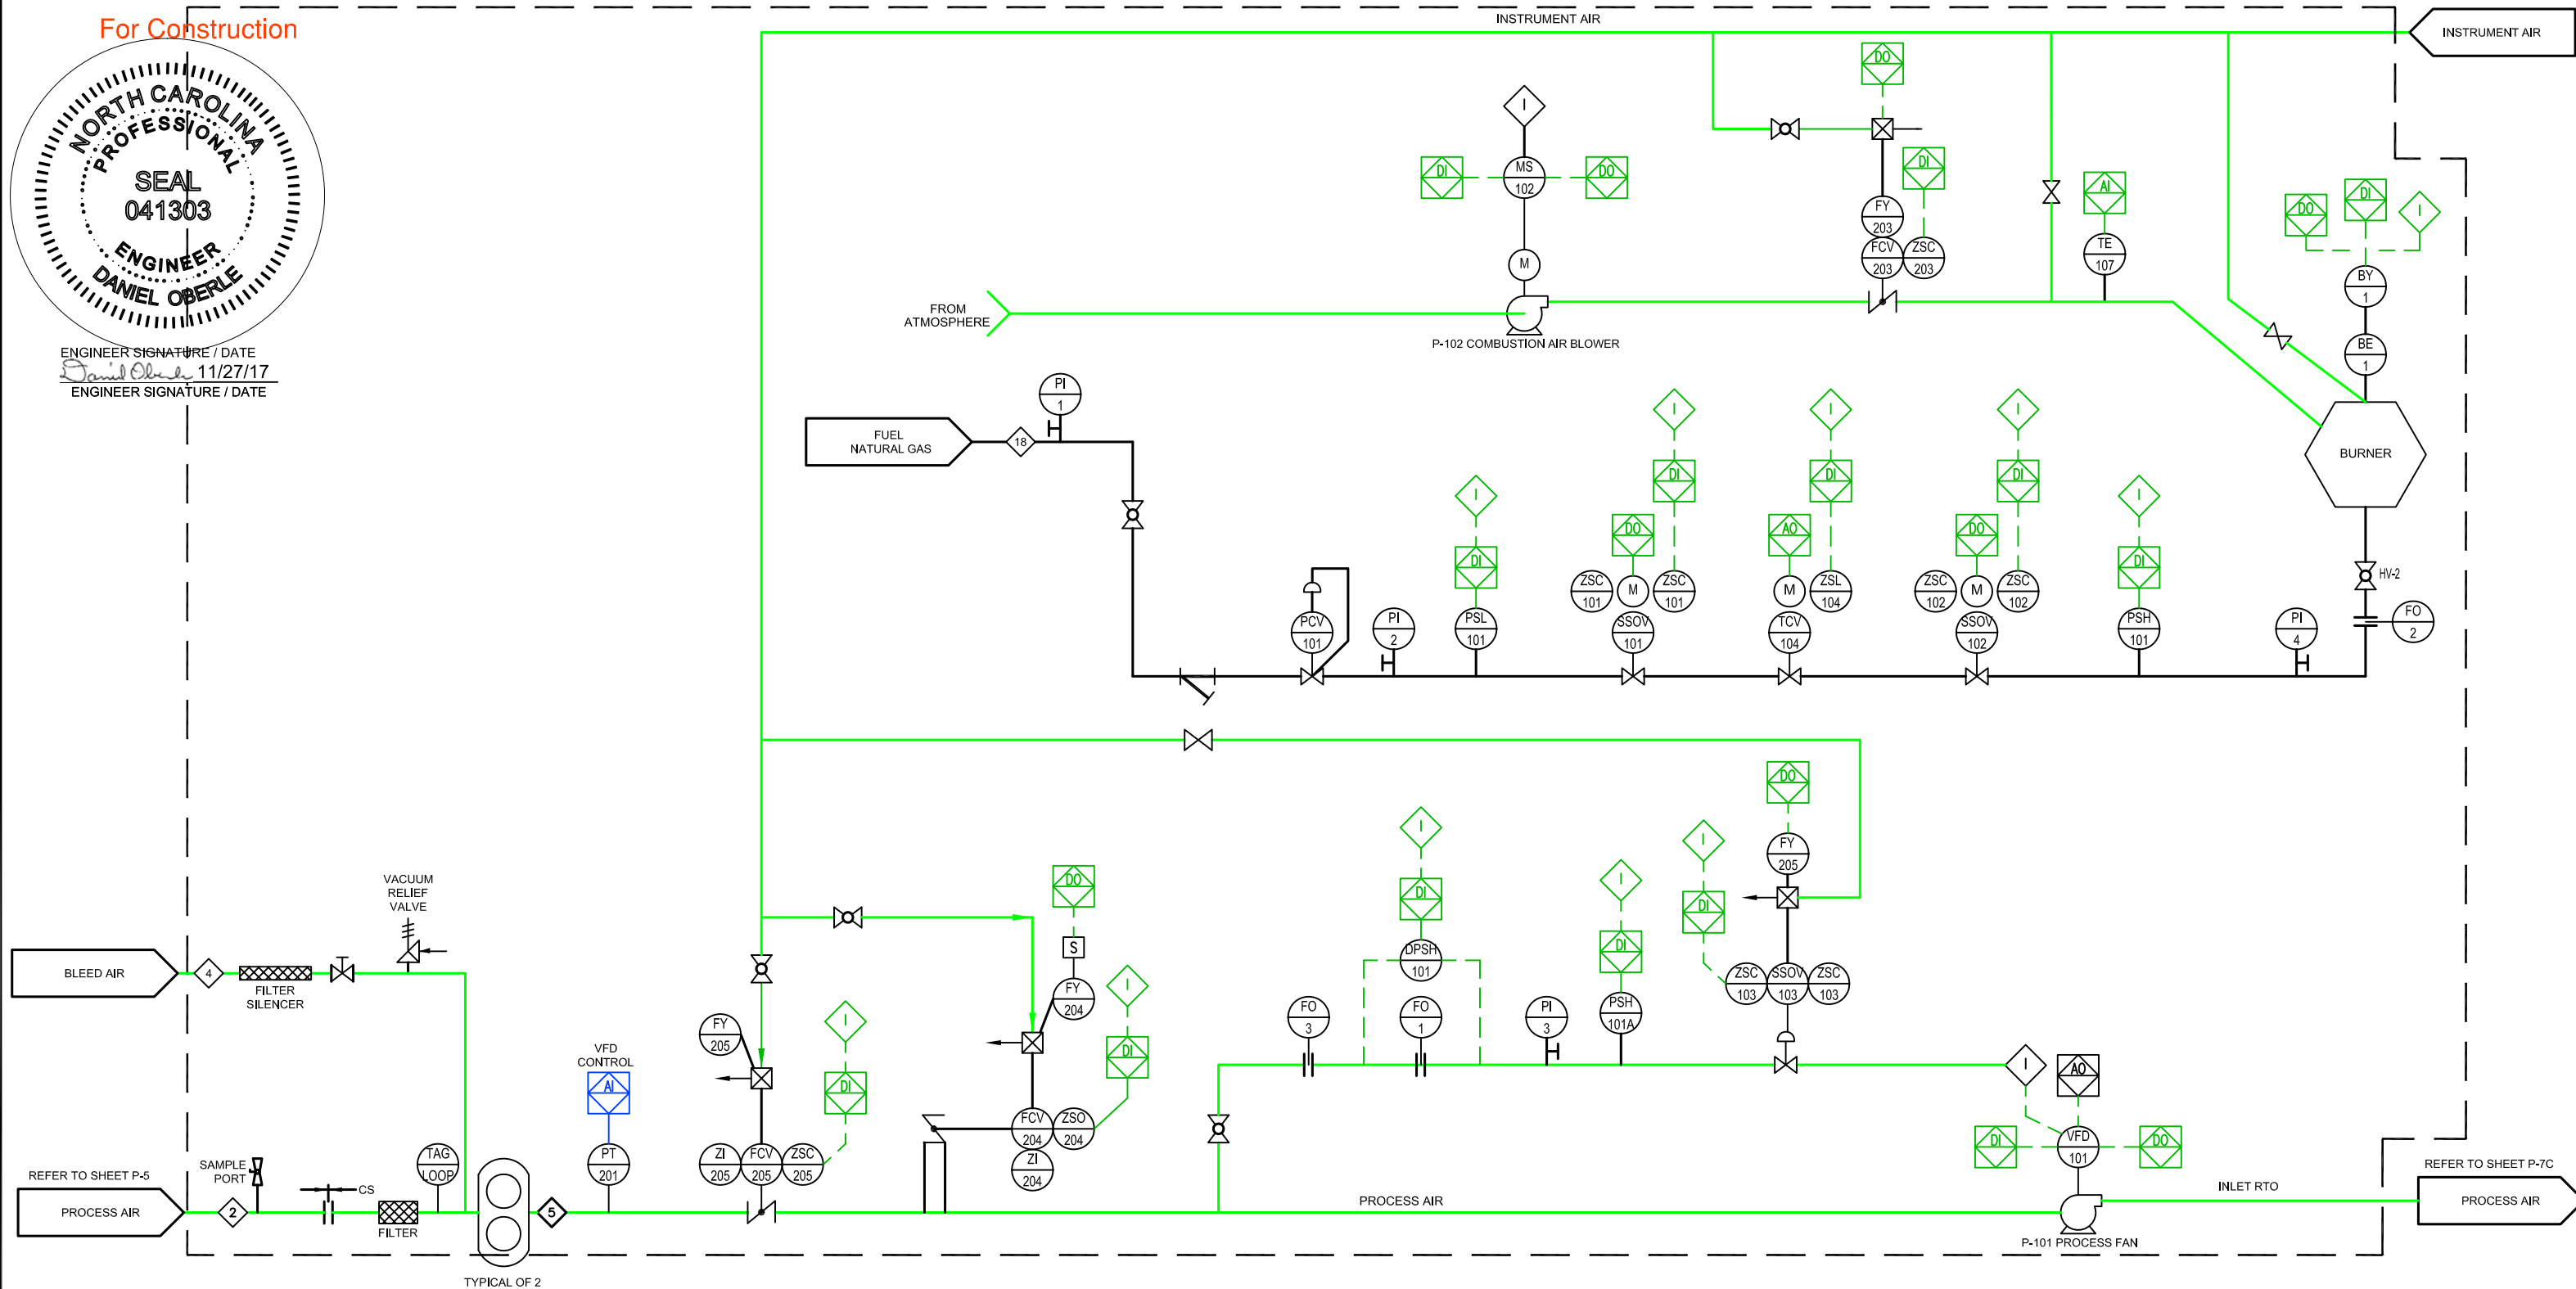 For Construction
NORTH CAROLINA
PROFESSIONAL
SEAL
041303
ENGINEER
DANIEL OBERLE
ENGINEER SIGNATURE / DATE
Daniel Oberle 11/27/17
ENGINEER SIGNATURE / DATE
INSTRUMENT AIR
INSTRUMENT AIR
DO
I
DI
MS
102
DO
DI
FY
203
FCV
203
ZSC
203
AI
TE
107
DO
DI
I
BY
1
BE
1
M
FROM
ATMOSPHERE
P-102 COMBUSTION AIR BLOWER
PI
1
FUEL
NATURAL GAS
18
BURNER
I
I
I
I
I
DI
DI
DI
DI
DI
DO
AO
DO
ZSC
101
M
ZSC
101
M
ZSL
104
ZSC
102
M
ZSC
102
HV-2
PCV
101
PI
2
PSL
101
SSOV
101
TCV
104
SSOV
102
PSH
101
PI
4
FO
2
DO
FY
205
I
DI
I
DI
I
DI
DPSH
101
ZSC
103
SSOV
103
ZSC
103
FO
3
FO
1
PI
3
PSH
101A
VACUUM
RELIEF
VALVE
BLEED AIR
4
FILTER
SILENCER
DO
S
FY
204
I
DI
FY
205
I
DI
VFD
CONTROL
AI
PT
201
ZI
205
FCV
205
ZSC
205
FCV
204
ZSO
204
ZI
204
I
AO
DI
VFD
101
DO
REFER TO SHEET P-5
PROCESS AIR
2
SAMPLE
PORT
CS
FILTER
TAG
LOOP
5
TYPICAL OF 2
PROCESS AIR
P-101 PROCESS FAN
INLET RTO
REFER TO SHEET P-7C
PROCESS AIR